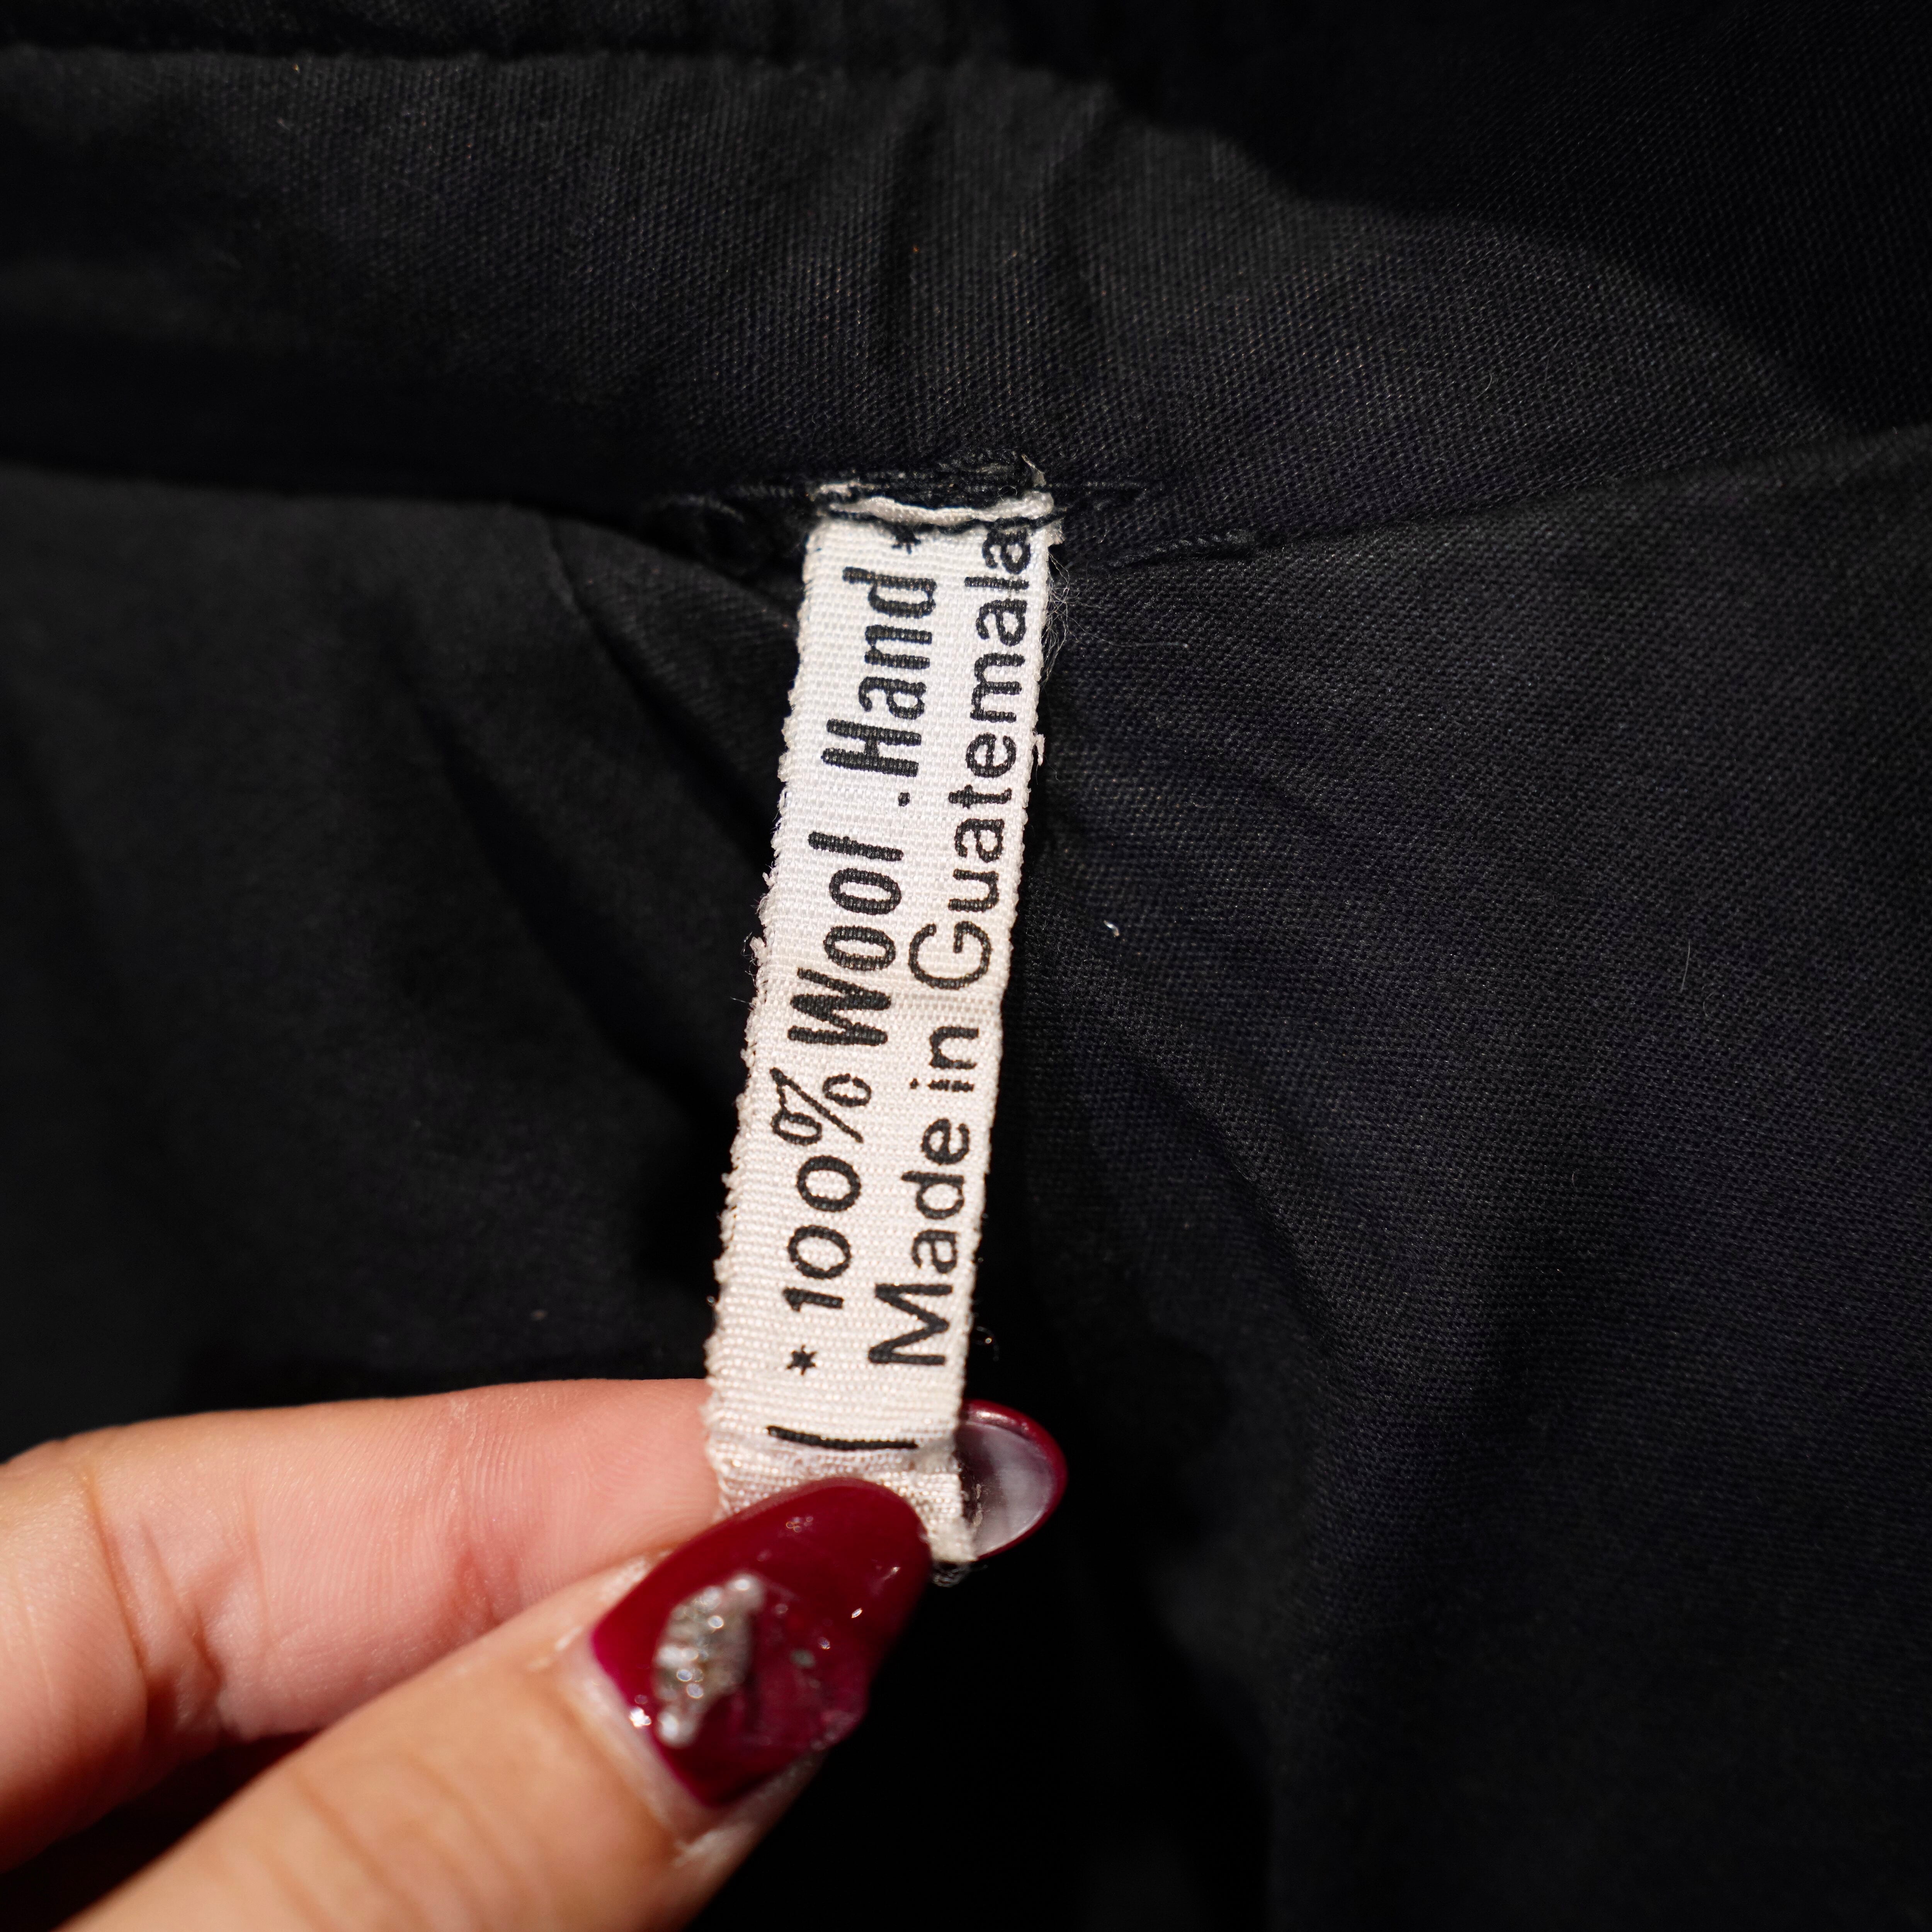 * 100% Wool .Hand *
Made in Guatemala